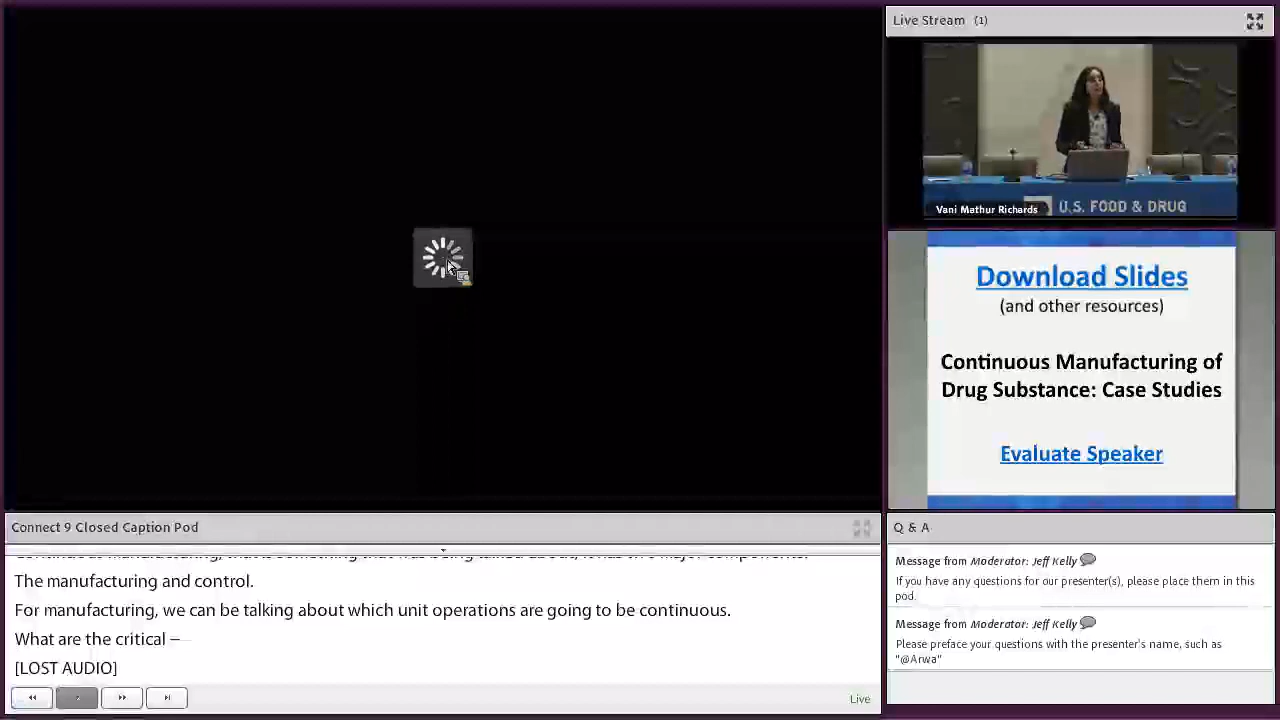 Live Stream (1)
Vani Mathur Richards
U.S. FOOD & DRUG
Download Slides
(and other resources)
Continuous Manufacturing of
Drug Substance: Case Studies
Evaluate Speaker
Connect 9 Closed Caption Pod
The manufacturing and control.
For manufacturing, we can be talking about which unit operations are going to be continuous.
What are the critical –
[LOST AUDIO]
Live
Q & A
Message from Moderator: Jeff Kelly
If you have any questions for our presenter(s), please place them in this
pod.
Message from Moderator: Jeff Kelly
Please preface your questions with the presenter's name, such as
"@Arwa"